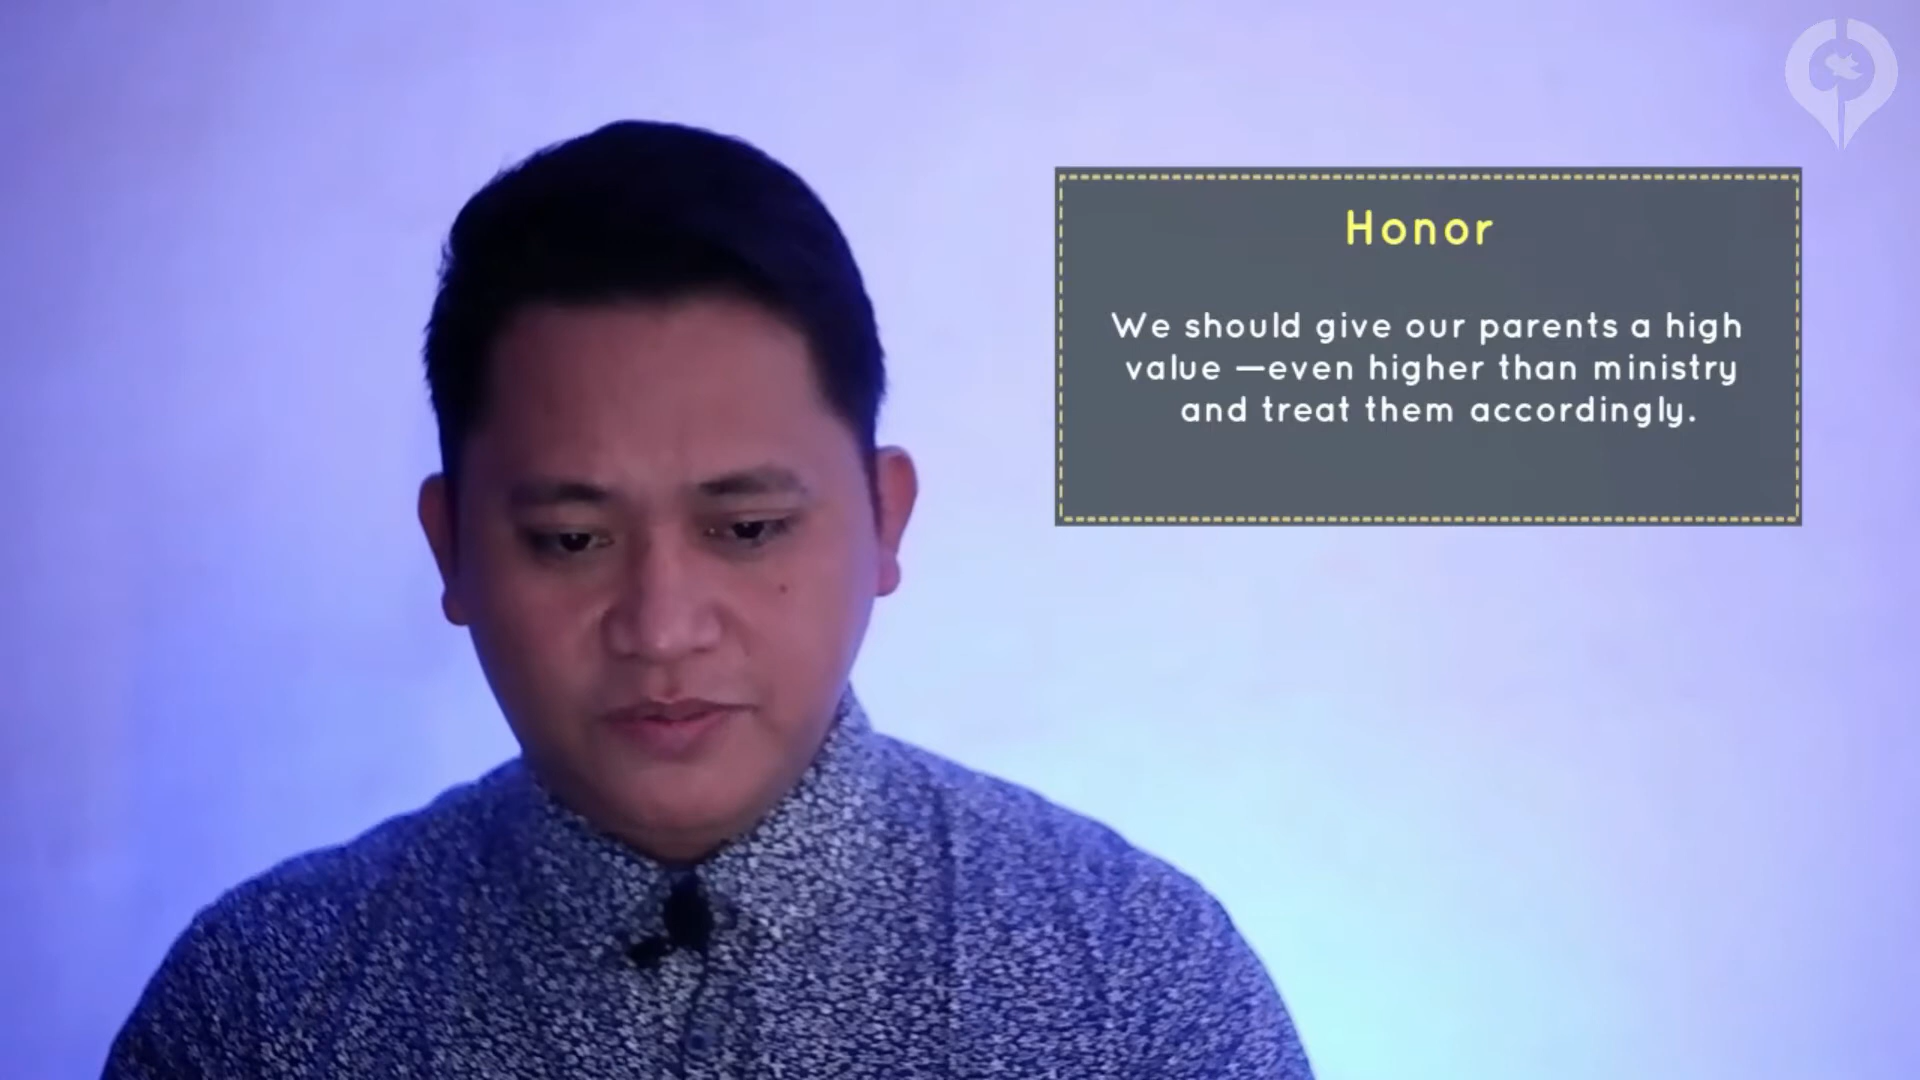 Honor
We should give our parents a high
value —even higher than ministry
and treat them accordingly.